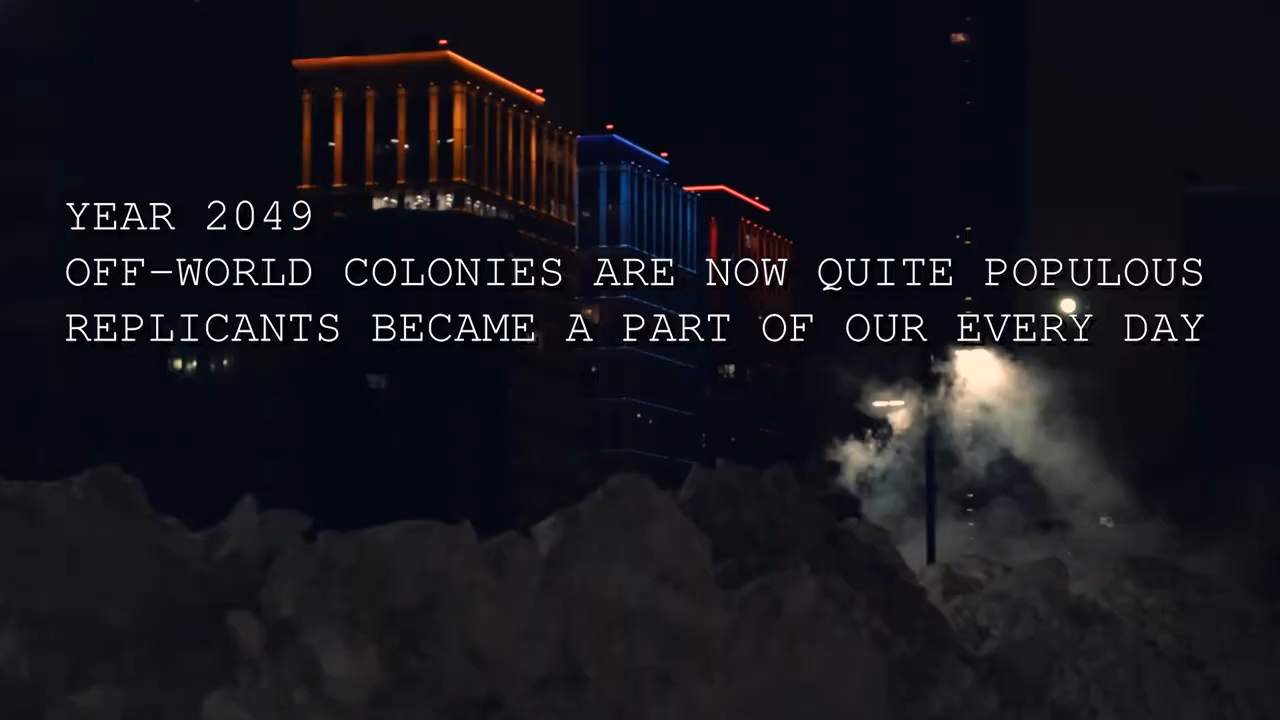 YEAR 2049
OFF-WORLD COLONIES ARE NOW QUITE POPULOUS
REPLICANTS BECAME A PART OF OUR EVERY DAY